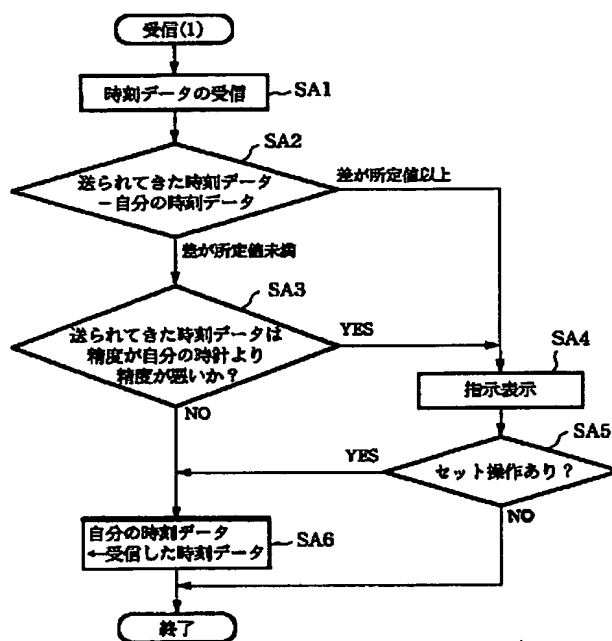 受信(1)
時刻データの受信
SA1
SA2
送られてきた時刻データ
－自分の時刻データ
差が所定値以上
差が所定値未満
SA3
送られてきた時刻データは
精度が自分の時計より
精度が悪いか？
YES
NO
SA4
指示表示
SA5
セット操作あり？
YES
NO
自分の時刻データ
←受信した時刻データ
SA6
終了